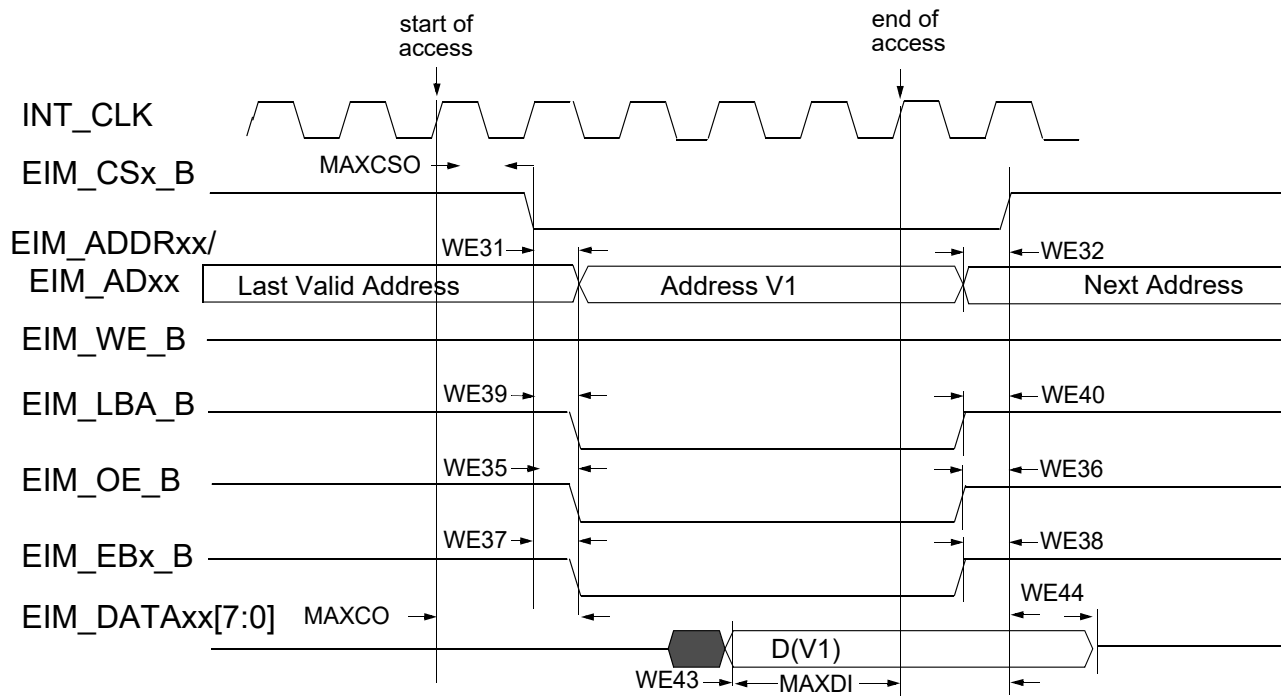 start of
access
end of
access
INT_CLK
MAXCSO
EIM_CSx_B
EIM_ADDRxx/
EIM_ADxx
WE31
WE32
Last Valid Address
Address V1
Next Address
EIM_WE_B
WE39
WE40
EIM_LBA_B
WE35
WE36
EIM_OE_B
WE37
WE38
EIM_EBx_B
WE44
EIM_DATAxx[7:0]
MAXCO
D(V1)
WE43
MAXDI